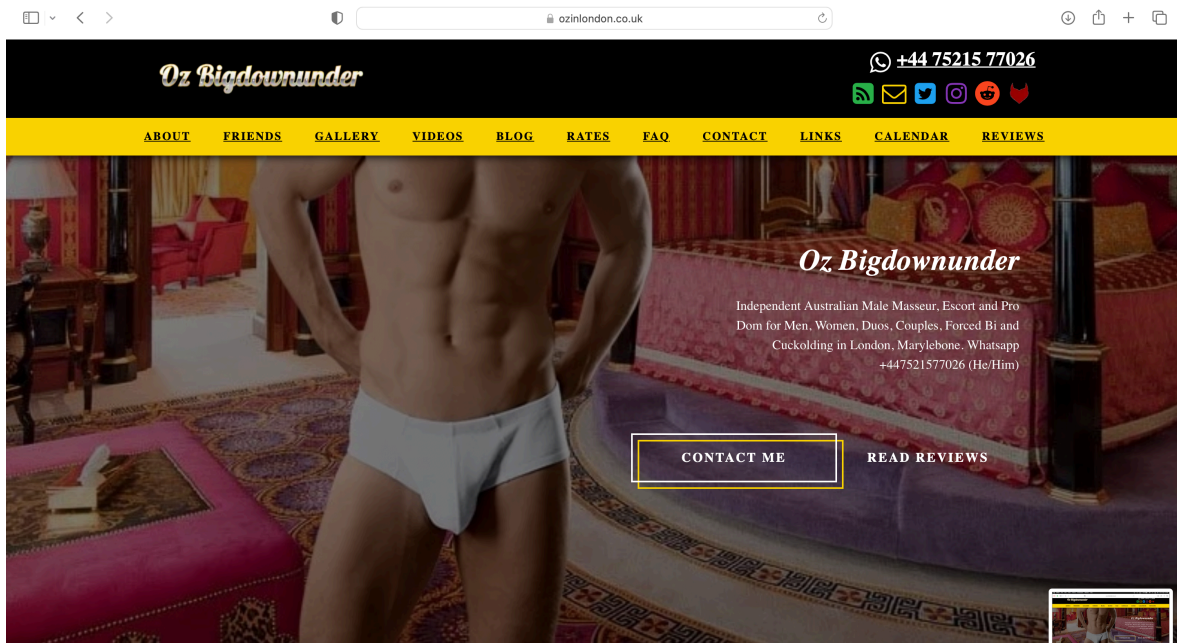 ozinlondon.co.uk
Oz Bigdownunder
+44 75215 77026
ABOUT FRIENDS GALLERY VIDEOS BLOG RATES FAQ CONTACT LINKS CALENDAR REVIEWS
Oz Bigdownunder
Independent Australian Male Masseur, Escort and Pro
Dom for Men, Women, Duos, Couples, Forced Bi and
Cuckolding in London, Marylebone. Whatsapp
+447521577026 (He/Him)
CONTACT ME READ REVIEWS